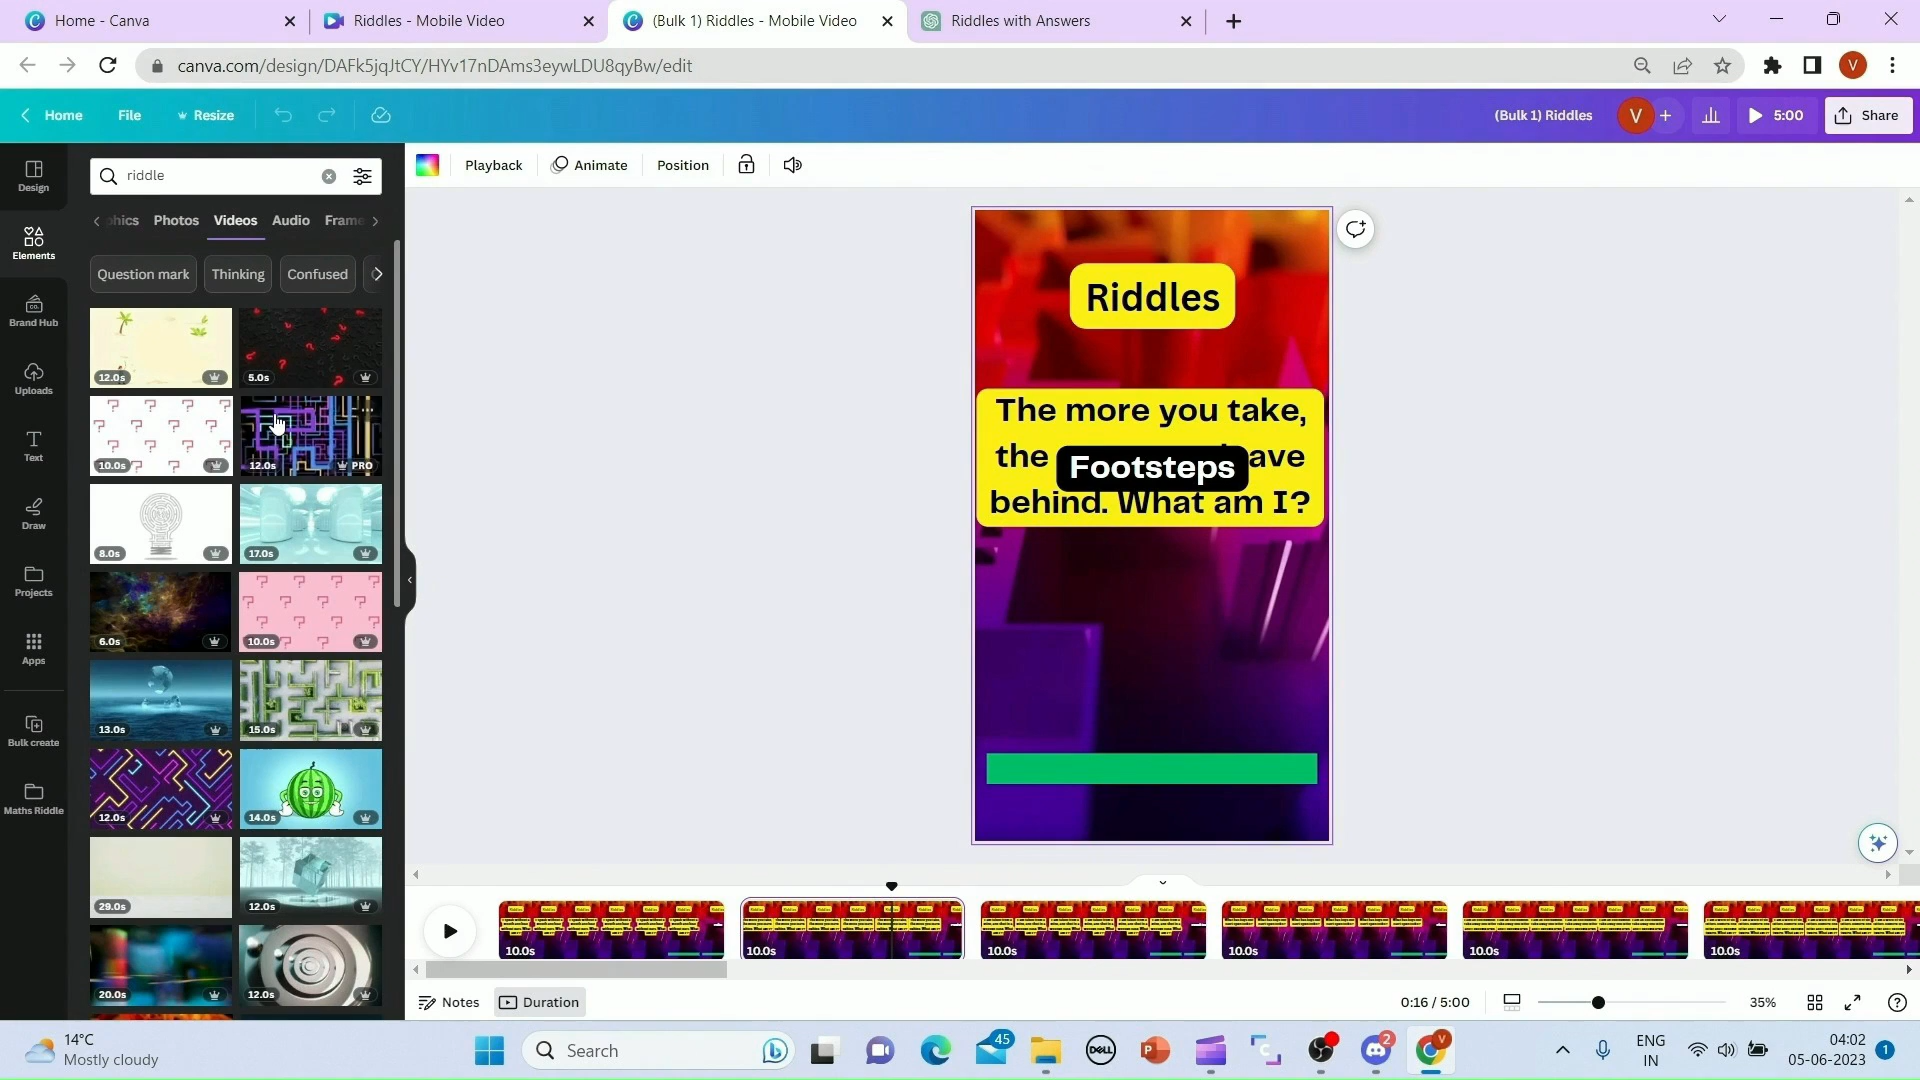 Home - Canva
Riddles - Mobile Video
(Bulk 1) Riddles - Mobile Video
Riddles with Answers
canva.com/design/DAFk5jqJtCY/HYv17nDAms3eywLDU8qyBw/edit
V
Home
File
Resize
(Bulk 1) Riddles
V
5:00
Share
Design
Elements
Brand Hub
Uploads
Text
Draw
Projects
Apps
Bulk create
Maths Riddle
riddle
Photos
Videos
Audio
Frame
Question mark
Thinking
Confused
12.0s
5.0s
10.0s
12.0s
PRO
8.0s
17.0s
6.0s
10.0s
13.0s
15.0s
12.0s
14.0s
29.0s
12.0s
20.0s
12.0s
Playback
Animate
Position
Riddles
The more you take,
the
ave
Footsteps
behind. What am I?
10.0s
10.0s
10.0s
10.0s
10.0s
10.0s
Notes
Duration
0:16 / 5:00
35%
14°C
Mostly cloudy
Search
45
DELL
2
V
ENG
IN
04:02
05-06-2023
1